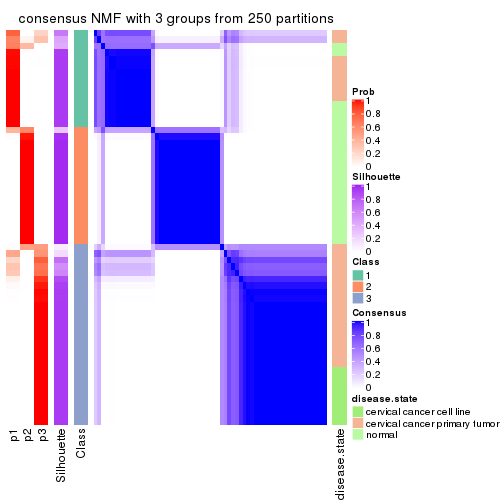 consensus NMF with 3 groups from 250 partitions
Prob
1
0.8
0.6
0.4
0.2
0
Silhouette
1
0.8
0.6
0.4
0.2
0
Class
1
2
3
Consensus
1
0.8
0.6
0.4
0.2
0
disease.state
cervical cancer cell line
cervical cancer primary tumor
normal
p1
p2
p3
Silhouette
Class
disease.state